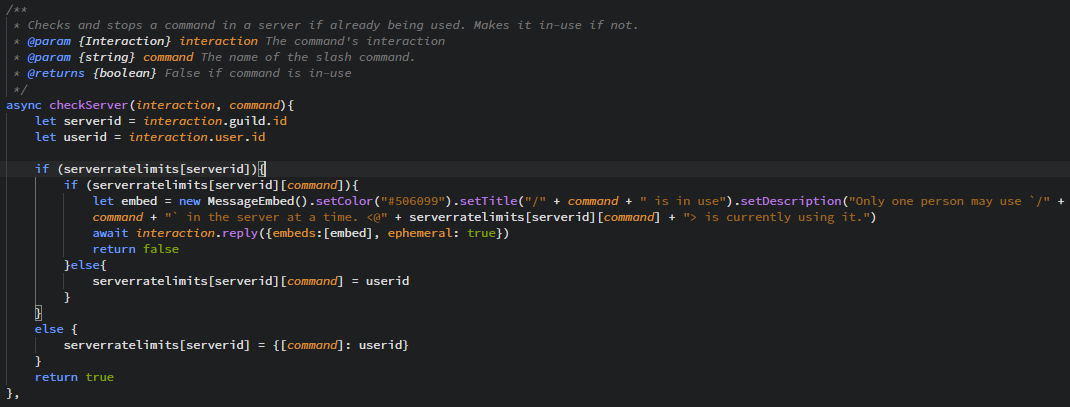 /**
 * Checks and stops a command in a server if already being used. Makes it in-use if not.
 * @param {Interaction} interaction The command's interaction
 * @param {string} command The name of the slash command.
 * @returns {boolean} False if command is in-use
 */
async checkServer(interaction, command){
    let serverid = interaction.guild.id
    let userid = interaction.user.id

    if (serverratelimits[serverid]){
        if (serverratelimits[serverid][command]){
            let embed = new MessageEmbed().setColor("#506099").setTitle("/" + command + " is in use").setDescription("Only one person may use `/" +
            command + "` in the server at a time. <@" + serverratelimits[serverid][command] + "> is currently using it.")
            await interaction.reply({embeds:[embed], ephemeral: true})
            return false
        }else{
            serverratelimits[serverid][command] = userid
        }
    }
    else {
        serverratelimits[serverid] = {[command]: userid}
    }
    return true
},